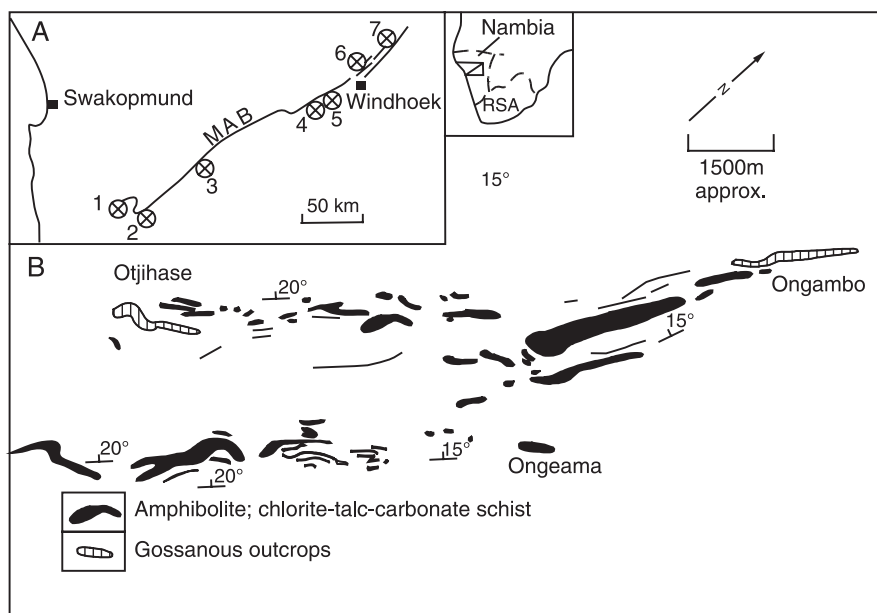 A
Swakopmund
MAB
1
2
3
4
5
6
7
Windhoek
50 km
Nambia
RSA
N
1500m
approx.
15°
B
Otjihase
20°
Ongambo
15°
20°
20°
15°
Ongeama
Amphibolite; chlorite-talc-carbonate schist
Gossanous outcrops